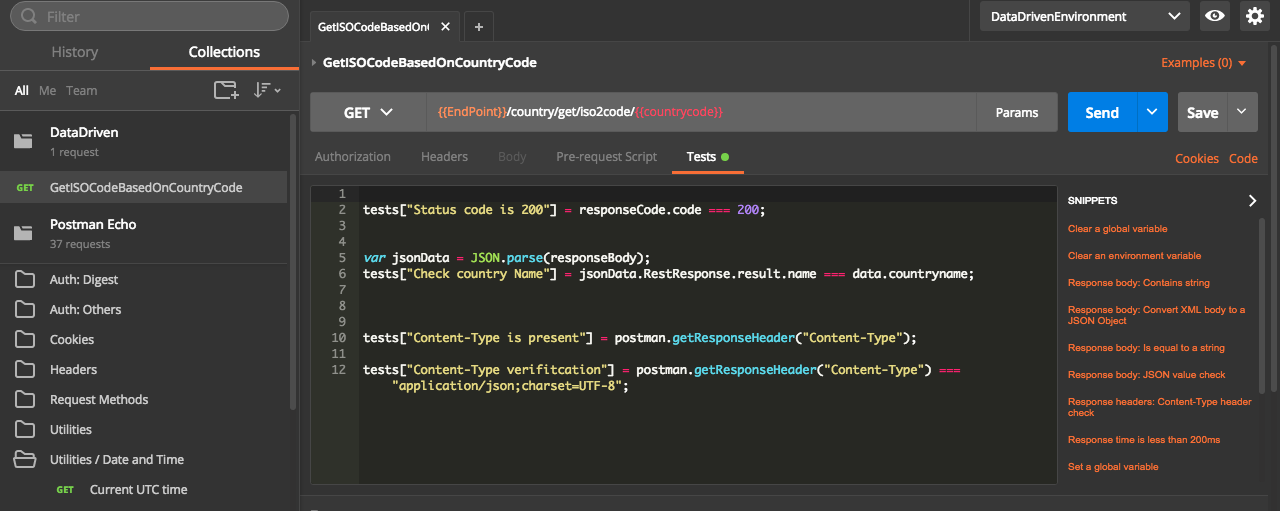 Filter
History
Collections
All Me Team
DataDriven
1 request
GET GetISOCodeBasedOnCountryCode
Postman Echo
37 requests
Auth: Digest
Auth: Others
Cookies
Headers
Request Methods
Utilities
Utilities / Date and Time
GET Current UTC time
GetISOCodeBasedOn
DataDrivenEnvironment
GetISOCodeBasedOnCountryCode
Examples (0)
GET
{{EndPoint}}/country/get/iso2code/{{countrycode}}
Params
Send
Save
Authorization Headers Body Pre-request Script Tests
Cookies Code
1
2 tests["Status code is 200"] = responseCode.code === 200;
3
4
5 var jsonData = JSON.parse(responseBody);
6 tests["Check country Name"] = jsonData.RestResponse.result.name === data.countryname;
7
8
9
10 tests["Content-Type is present"] = postman.getResponseHeader("Content-Type");
11
12 tests["Content-Type verifitcation"] = postman.getResponseHeader("Content-Type") ===
"application/json;charset=UTF-8";
SNIPPETS
Clear a global variable
Clear an environment variable
Response body: Contains string
Response body: Convert XML body to a
JSON Object
Response body: Is equal to a string
Response body: JSON value check
Response headers: Content-Type header
check
Response time is less than 200ms
Set a global variable